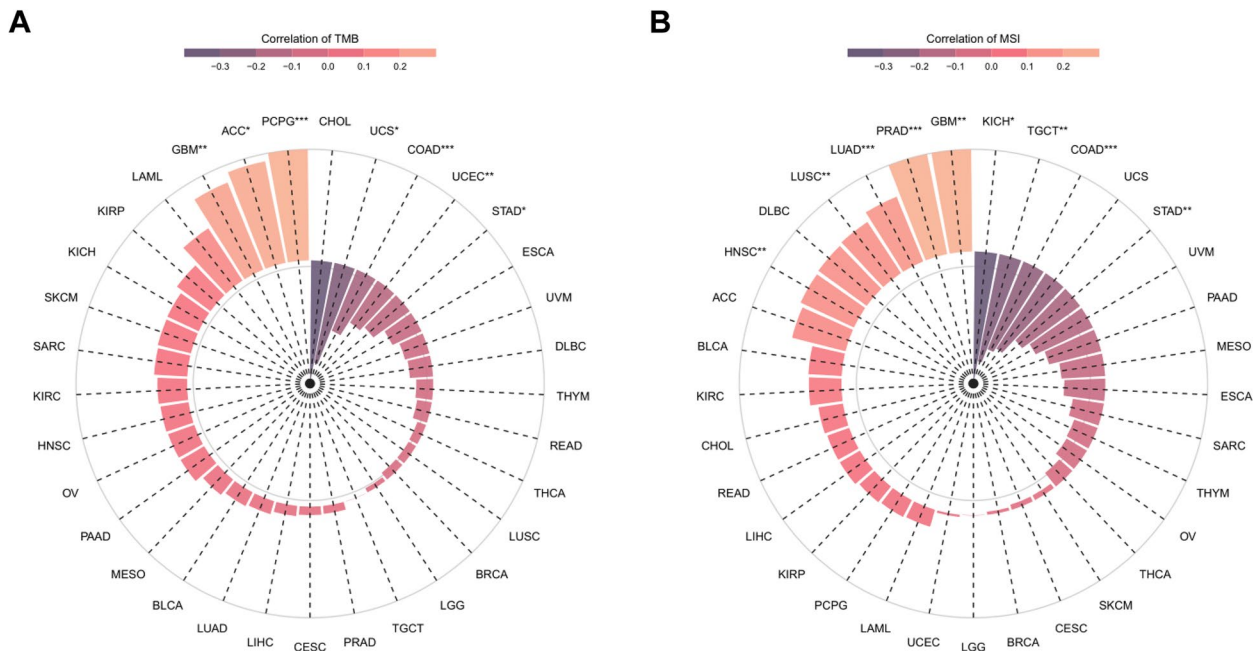 A
Correlation of TMB
−0.3 −0.2 −0.1 0.0 0.1 0.2
CHOL
UCS*
COAD***
UCEC**
STAD*
ESCA
UVM
DLBC
THYM
READ
THCA
LUSC
BRCA
LGG
TGCT
PRAD
CESC
LIHC
LUAD
BLCA
MESO
PAAD
OV
HNSC
KIRC
SARC
SKCM
KICH
KIRP
LAML
GBM**
ACC*
PCPG***
B
Correlation of MSI
−0.3 −0.2 −0.1 0.0 0.1 0.2
KICH*
TGCT**
COAD***
UCS
STAD**
UVM
PAAD
MESO
ESCA
SARC
THYM
OV
THCA
SKCM
CESC
BRCA
LGG
UCEC
LAML
PCPG
KIRP
LIHC
READ
CHOL
KIRC
BLCA
ACC
HNSC**
DLBC
LUSC**
LUAD***
PRAD***
GBM**